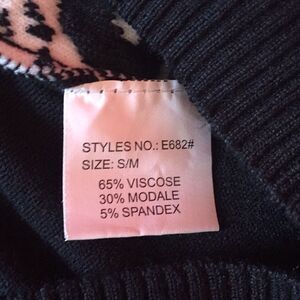 STYLES NO.: E682#
SIZE: S/M
65% VISCOSE
30% MODALE
5% SPANDEX